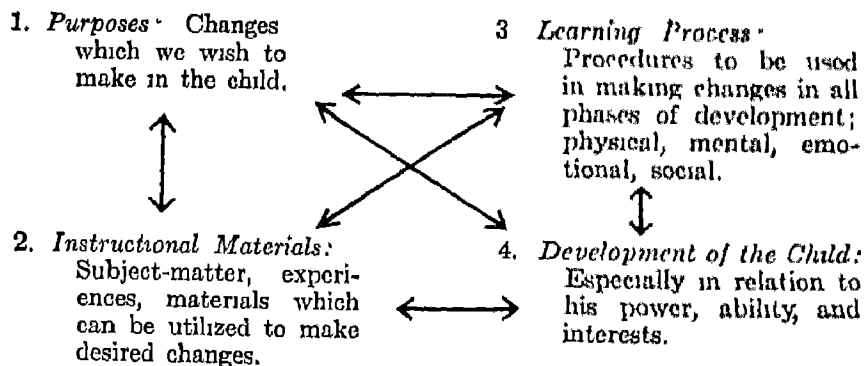 1. Purposes· Changes
which we wish to
make in the child.
3 Learning Process·
Procedures to be used
in making changes in all
phases of development;
physical, mental, emo-
tional, social.
2. Instructional Materials:
Subject-matter, experi-
ences, materials which
can be utilized to make
desired changes.
4. Development of the Child:
Especially in relation to
his power, ability, and
interests.